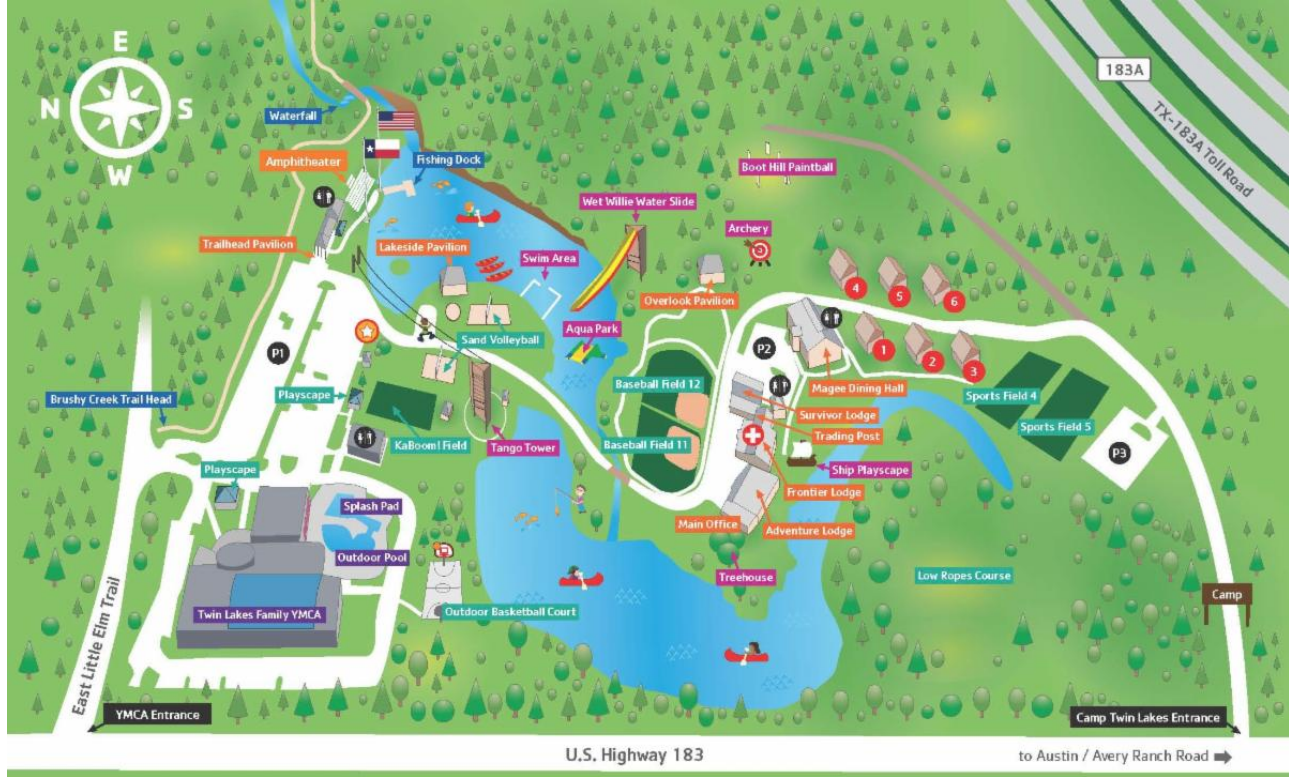 E
N
S
W
183A
TX-183A Toll Road
Waterfall
Amphitheater
Fishing Dock
Boot Hill Paintball
Wet Willie Water Slide
Trailhead Pavilion
Lakeside Pavilion
Swim Area
Archery
Overlook Pavilion
4
5
6
P1
Sand Volleyball
Aqua Park
P2
1
2
3
Magee Dining Hall
Brushy Creek Trail Head
Playscape
Baseball Field 12
Sports Field 4
KaBoom! Field
Baseball Field 11
Tango Tower
Survivor Lodge
Trading Post
Sports Field 5
P3
Playscape
Ship Playscape
Frontier Lodge
Splash Pad
Main Office
Adventure Lodge
Outdoor Pool
Treehouse
Low Ropes Course
Camp
Twin Lakes Family YMCA
Outdoor Basketball Court
East Little Elm Trail
YMCA Entrance
Camp Twin Lakes Entrance
U.S. Highway 183
to Austin / Avery Ranch Road